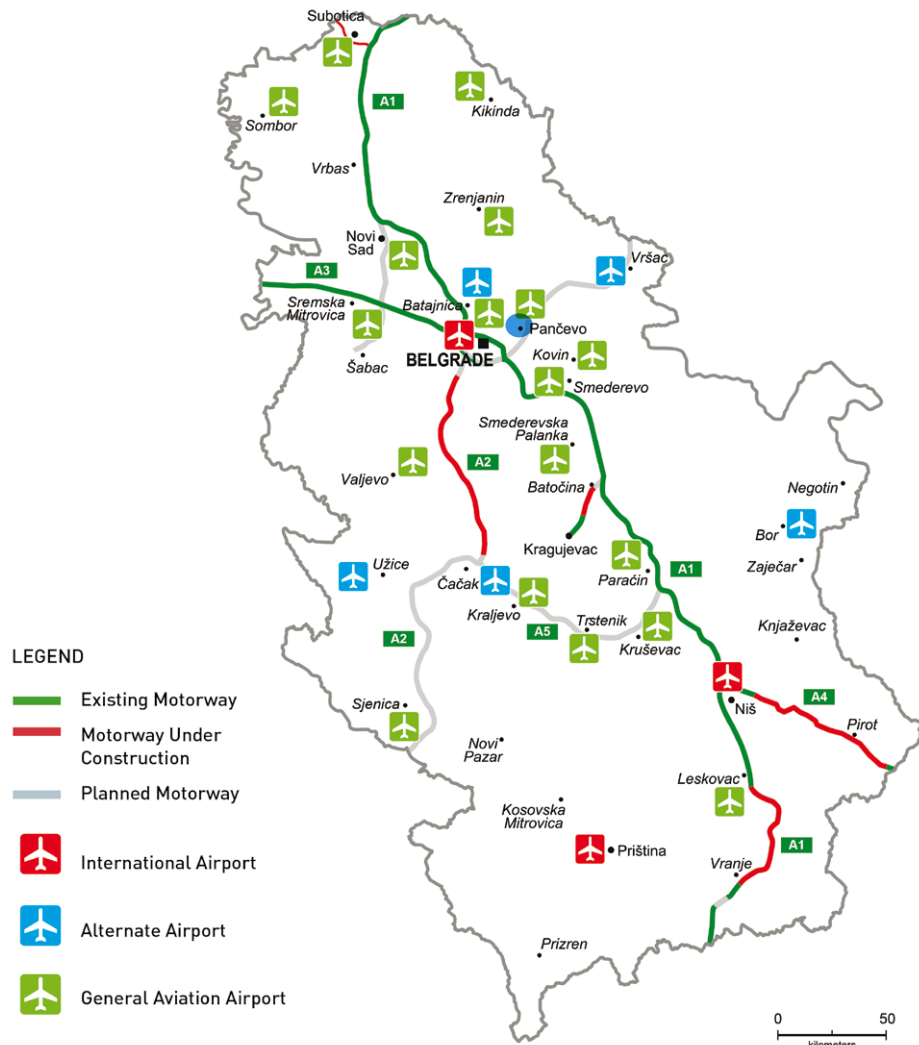 Subotica
A1
Kikinda
Sombor
Vrbas
Zrenjanin
Novi
Sad
A3
Vršac
Sremska
Mitrovica
Batajnica
Pančevo
BELGRADE
Kovin
Šabac
Smederevo
Smederevska
Palanka
A2
Valjevo
Batočina
Negotin
Bor
Kragujevac
Užice
Čačak
Paraćin
A1
Zaječar
Kraljevo
A5
Trstenik
A2
Kruševac
Knjaževac
LEGEND
Existing Motorway
Motorway Under
Construction
Planned Motorway
International Airport
Alternate Airport
General Aviation Airport
Sjenica
Niš
A4
Pirot
Novi
Pazar
Leskovac
Kosovska
Mitrovica
Priština
A1
Vranje
Prizren
0 50
kilometers